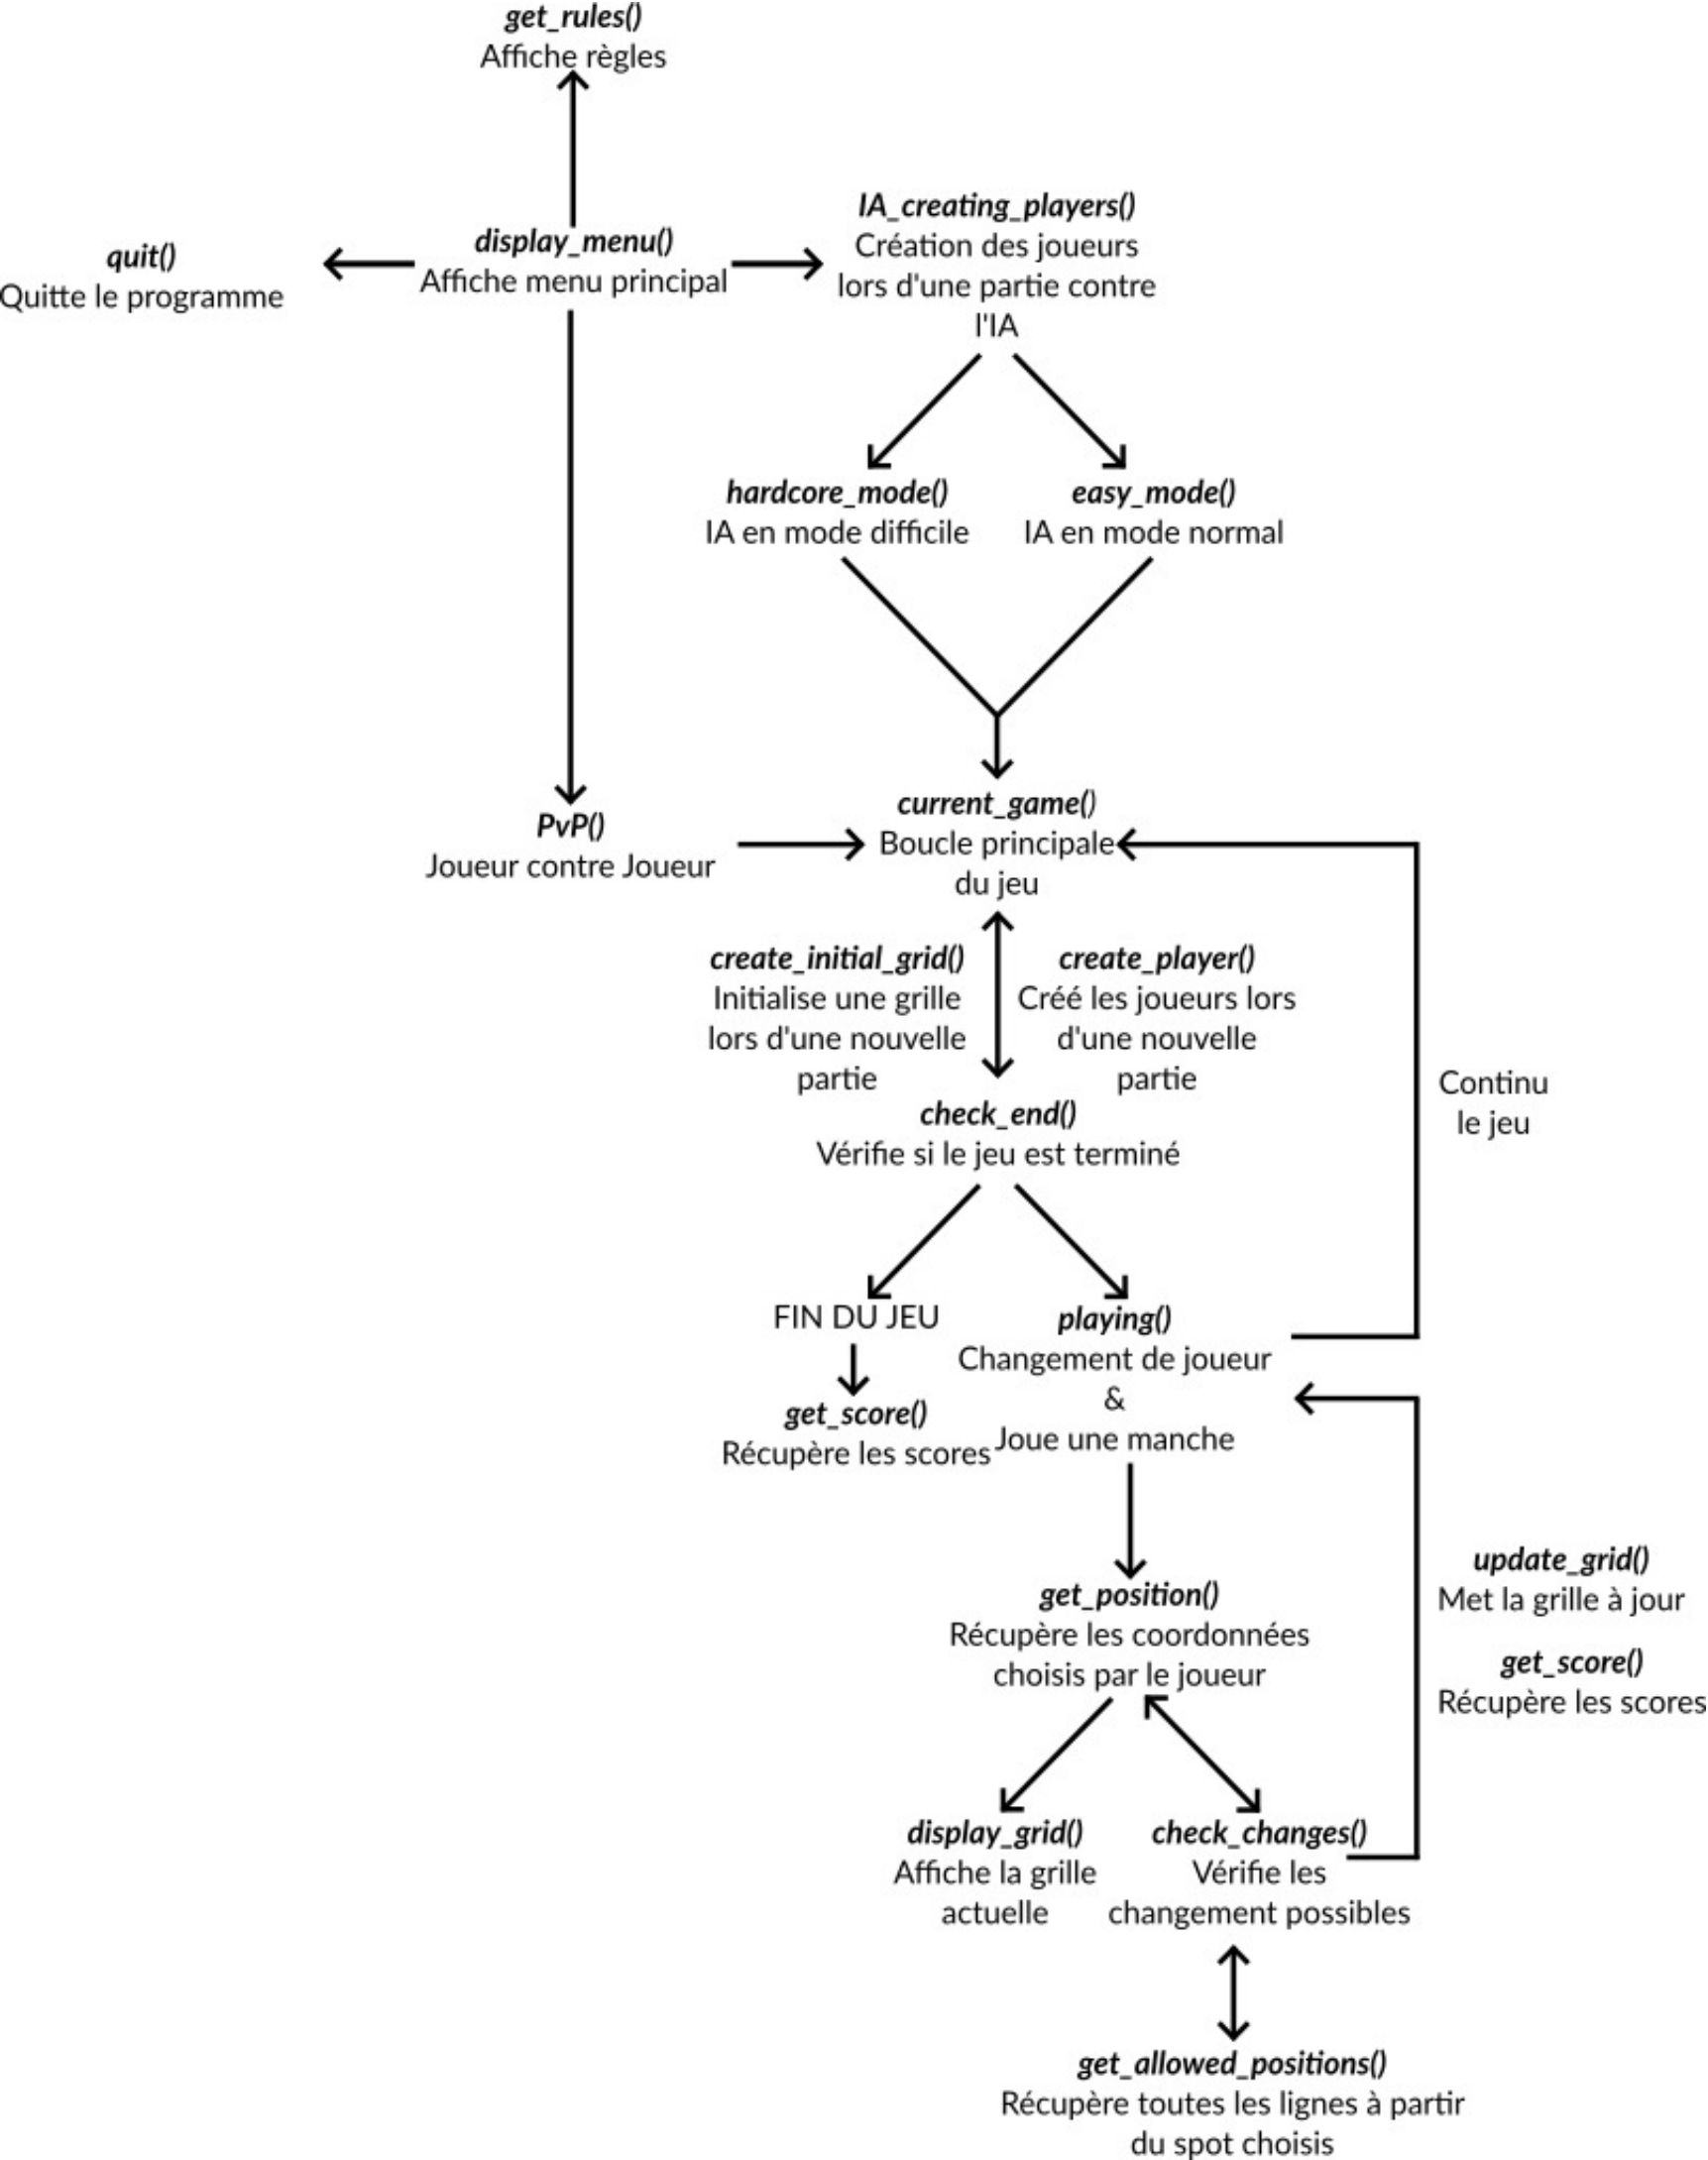 get_rules()
Affiche règles
quit()
Quitte le programme
display_menu()
Affiche menu principal
IA_creating_players()
Création des joueurs
lors d'une partie contre
l'IA
hardcore_mode()
IA en mode difficile
easy_mode()
IA en mode normal
PvP()
Joueur contre Joueur
current_game()
Boucle principale
du jeu
create_initial_grid()
Initialise une grille
lors d'une nouvelle
partie
create_player()
Créé les joueurs lors
d'une nouvelle
partie
check_end()
Vérifie si le jeu est terminé
Continu
le jeu
FIN DU JEU
get_score()
Récupère les scores
playing()
Changement de joueur
&
Joue une manche
get_position()
Récupère les coordonnées
choisis par le joueur
update_grid()
Met la grille à jour
get_score()
Récupère les scores
display_grid()
Affiche la grille
actuelle
check_changes()
Vérifie les
changement possibles
get_allowed_positions()
Récupère toutes les lignes à partir
du spot choisis